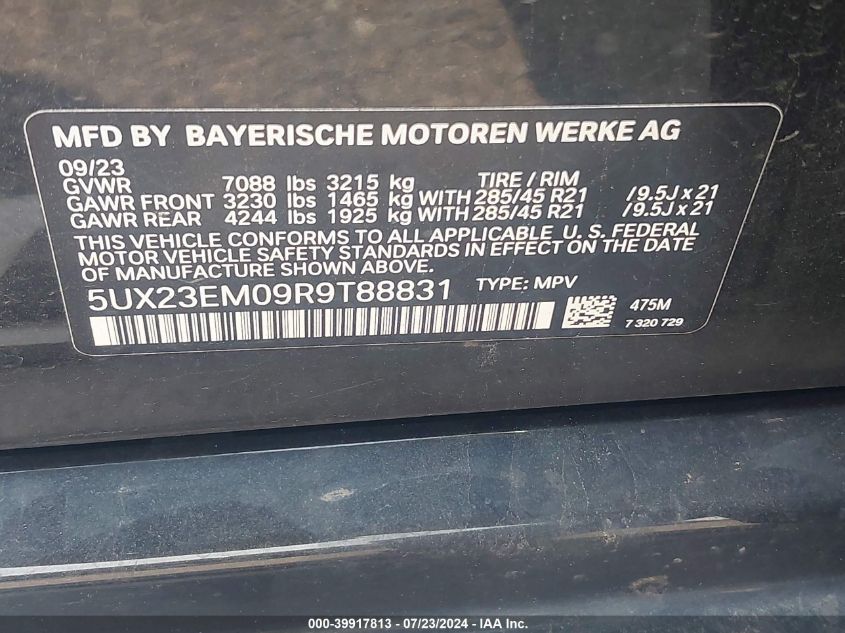 MFD BY BAYERISCHE MOTOREN WERKE AG
09/23 TIRE / RIM
GVWR 7088 lbs 3215 kg
GAWR FRONT 3230 lbs 1465 kg WITH 285/45 R21 /9.5J x 21
GAWR REAR 4244 lbs 1925 kg WITH 285/45 R21 /9.5J x 21
THIS VEHICLE CONFORMS TO ALL APPLICABLE U. S. FEDERAL
MOTOR VEHICLE SAFETY STANDARDS IN EFFECT ON THE DATE
OF MANUFACTURE SHOWN ABOVE.
5UX23EM09R9T88831 TYPE: MPV
475M
7 320 729
000-39917813 - 07/23/2024 - IAA Inc.